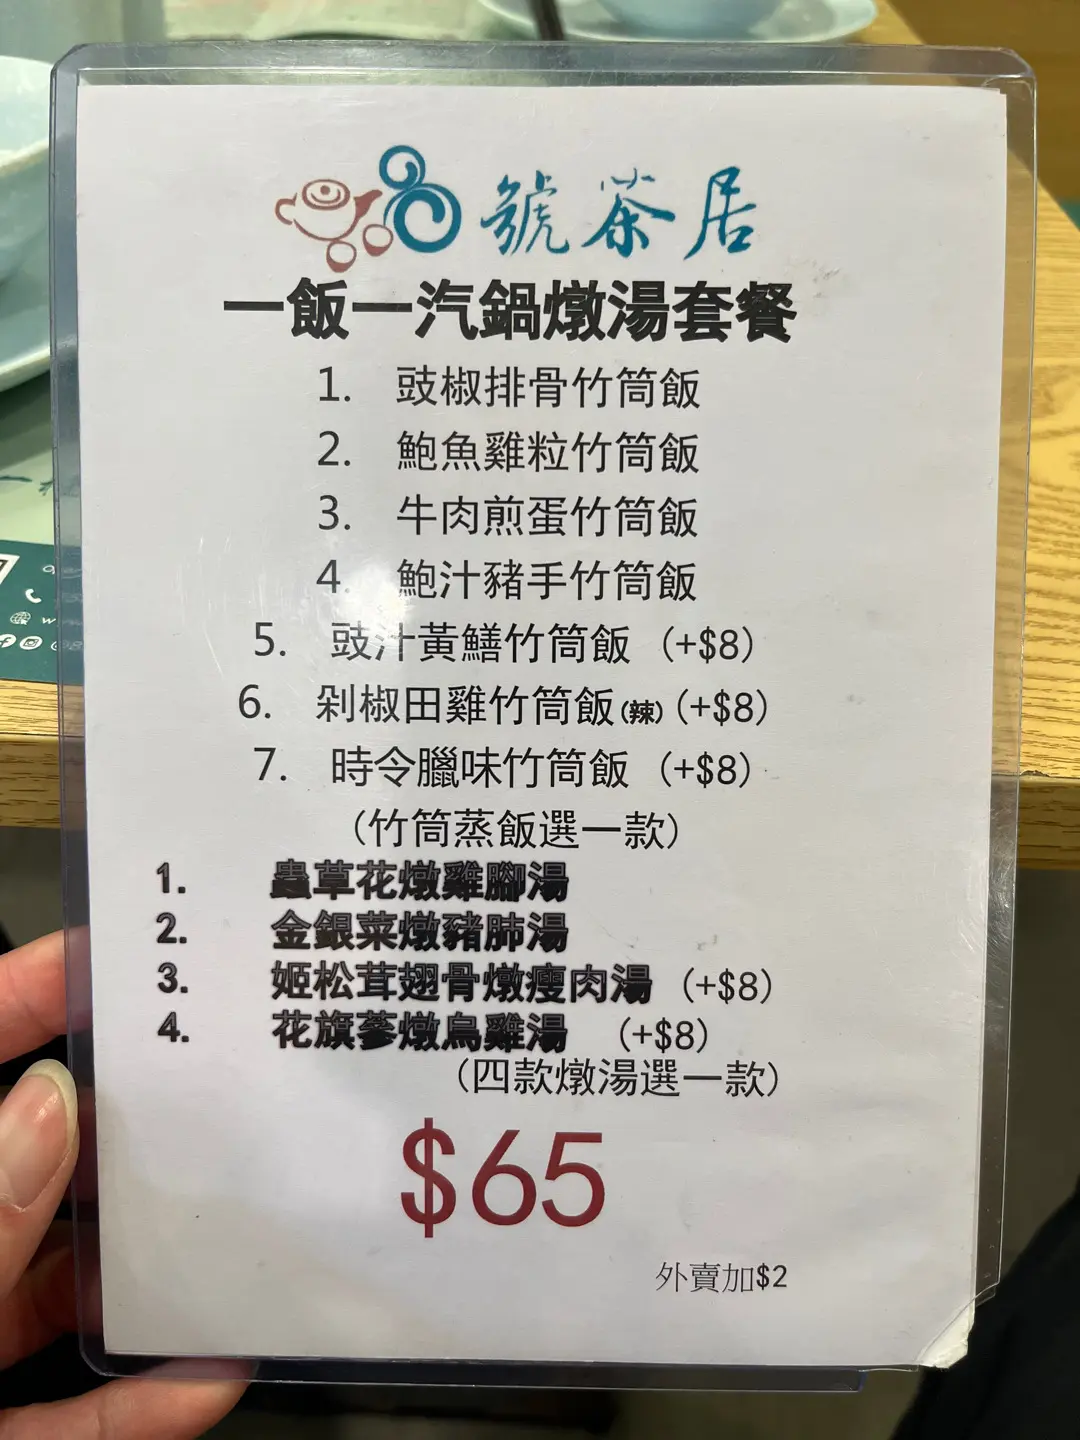 號茶居
一飯一汽鍋燉湯套餐
1. 豉椒排骨竹筒飯
2. 鮑魚雞粒竹筒飯
3. 牛肉煎蛋竹筒飯
4. 鮑汁豬手竹筒飯
5. 豉汁黃鱔竹筒飯 (+$8)
6. 剁椒田雞竹筒飯(辣) (+$8)
7. 時令臘味竹筒飯 (+$8)
(竹筒蒸飯選一款)
1. 蟲草花燉雞腳湯
2. 金銀菜燉豬肺湯
3. 姬松茸翅骨燉瘦肉湯 (+$8)
4. 花旗蔘燉烏雞湯 (+$8)
(四款燉湯選一款)
$65
外賣加$2